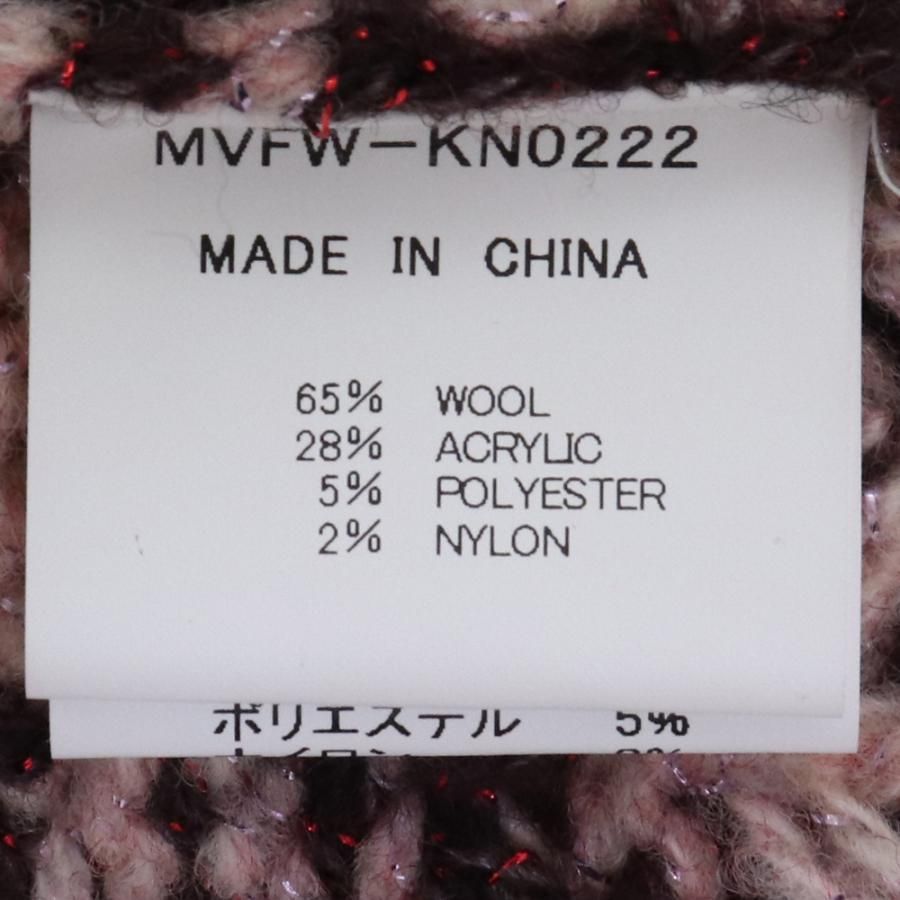 MVFW-KN0222
MADE IN CHINA
65% WOOL
28% ACRYLIC
5% POLYESTER
2% NYLON
ポリエステル 5%